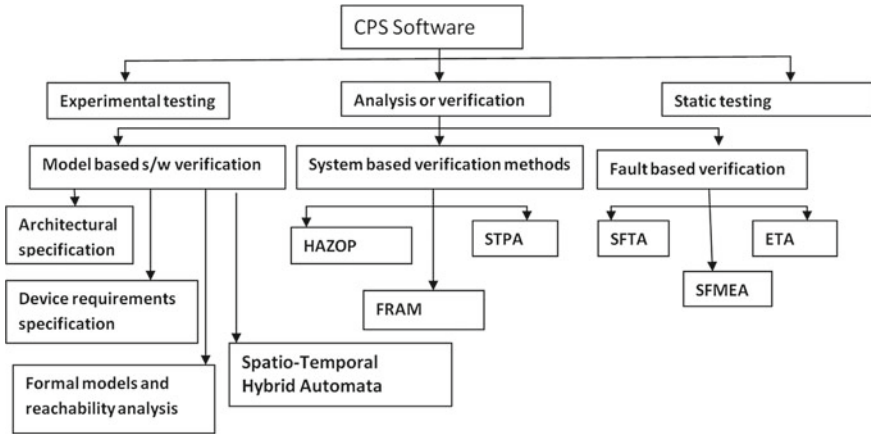 CPS Software
Experimental testing
Analysis or verification
Static testing
Model based s/w verification
System based verification methods
Fault based verification
Architectural
specification
HAZOP
STPA
SFTA
ETA
Device requirements
specification
FRAM
SFMEA
Formal models and
reachability analysis
Spatio-Temporal
Hybrid Automata